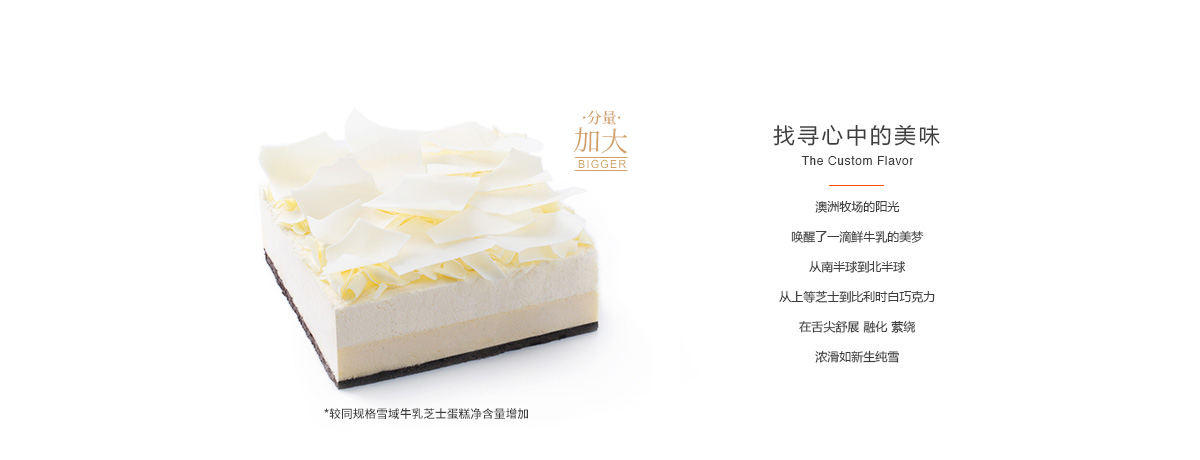 ·分量·
加大
BIGGER
*较同规格雪域牛乳芝士蛋糕净含量增加
找寻心中的美味
The Custom Flavor
澳洲牧场的阳光
唤醒了一滴鲜牛乳的美梦
从南半球到北半球
从上等芝士到比利时白巧克力
在舌尖舒展 融化 萦绕
浓滑如新生纯雪